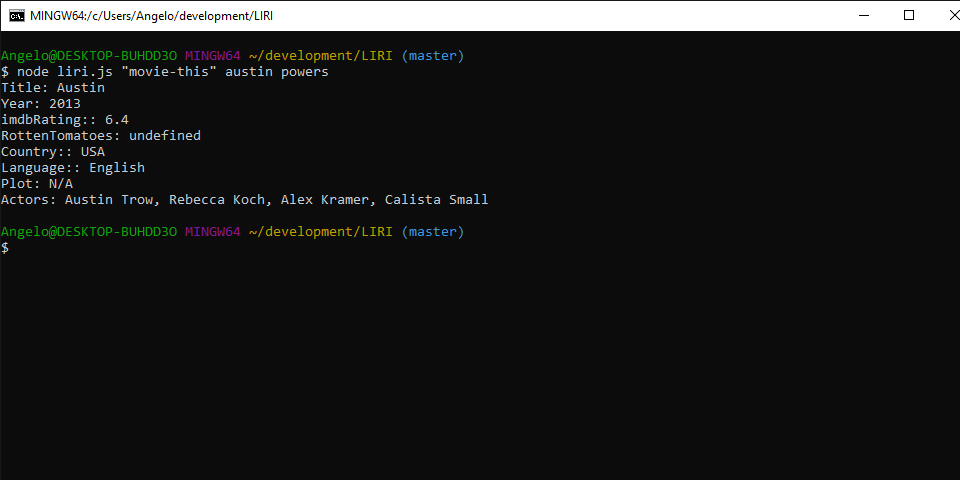 MINGW64:/c/Users/Angelo/development/LIRI
Angelo@DESKTOP-BUHDD3O MINGW64 ~/development/LIRI (master)
$ node liri.js "movie-this" austin powers
Title: Austin
Year: 2013
imdbRating:: 6.4
RottenTomatoes: undefined
Country:: USA
Language:: English
Plot: N/A
Actors: Austin Trow, Rebecca Koch, Alex Kramer, Calista Small
Angelo@DESKTOP-BUHDD3O MINGW64 ~/development/LIRI (master)
$